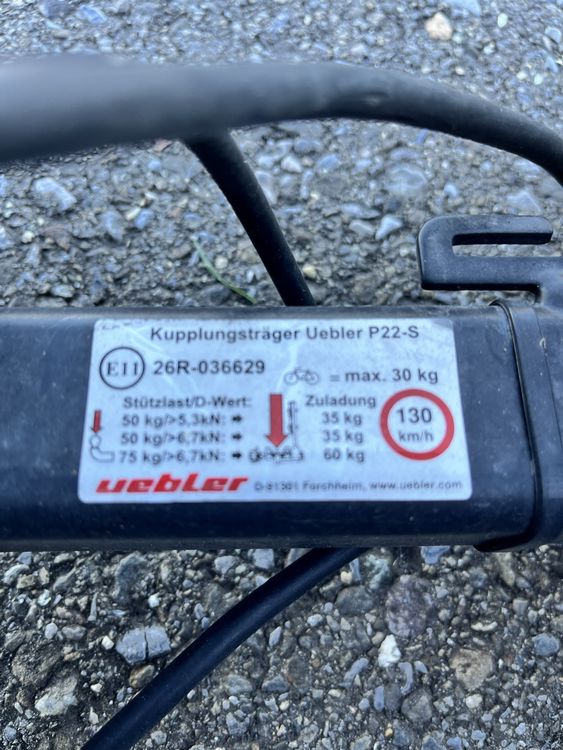 Kupplungsträger Uebler P22-S
E11 26R-036629
= max. 30 kg
Stützlast/D-Wert: Zuladung
50 kg/>5,3kN: ➔ 35 kg
50 kg/>6,7kN: ➔ 35 kg
75 kg/>6,7kN: ➔ 60 kg
130
km/h
uebler D-91301 Forchheim, www.uebler.com